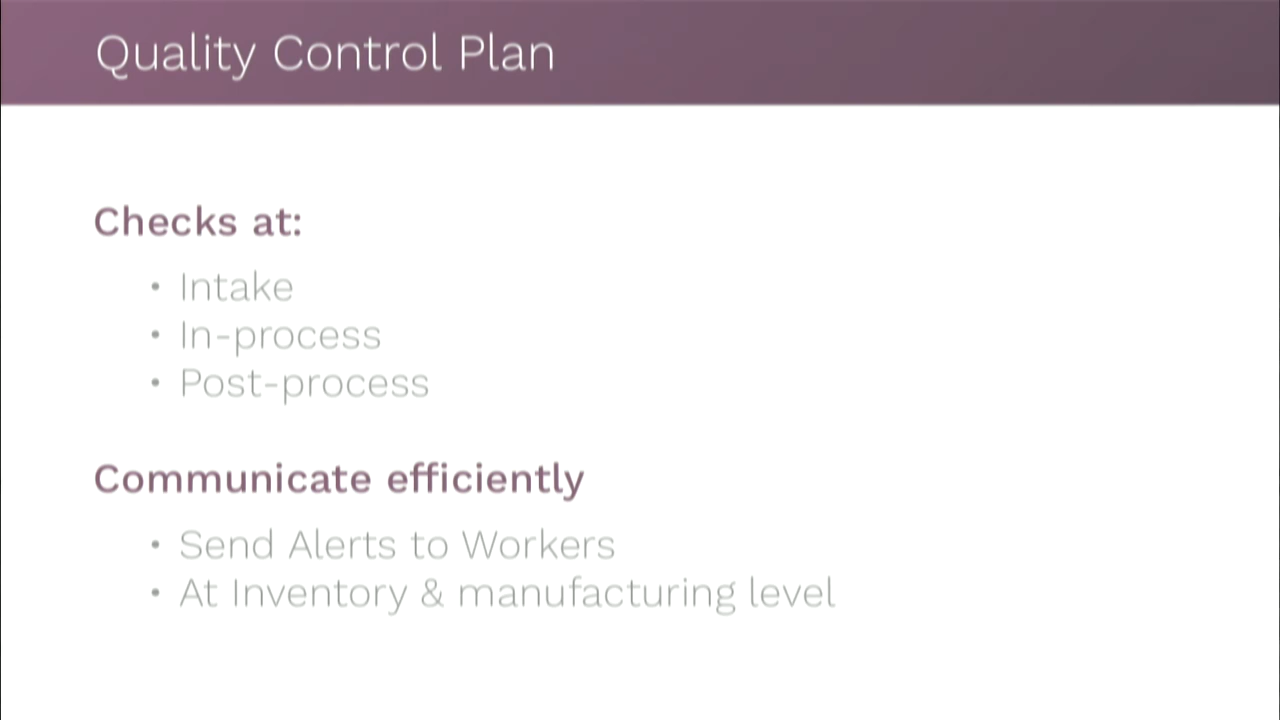 Quality Control Plan
Checks at:
• Intake
• In-process
• Post-process
Communicate efficiently
• Send Alerts to Workers
• At Inventory & manufacturing level